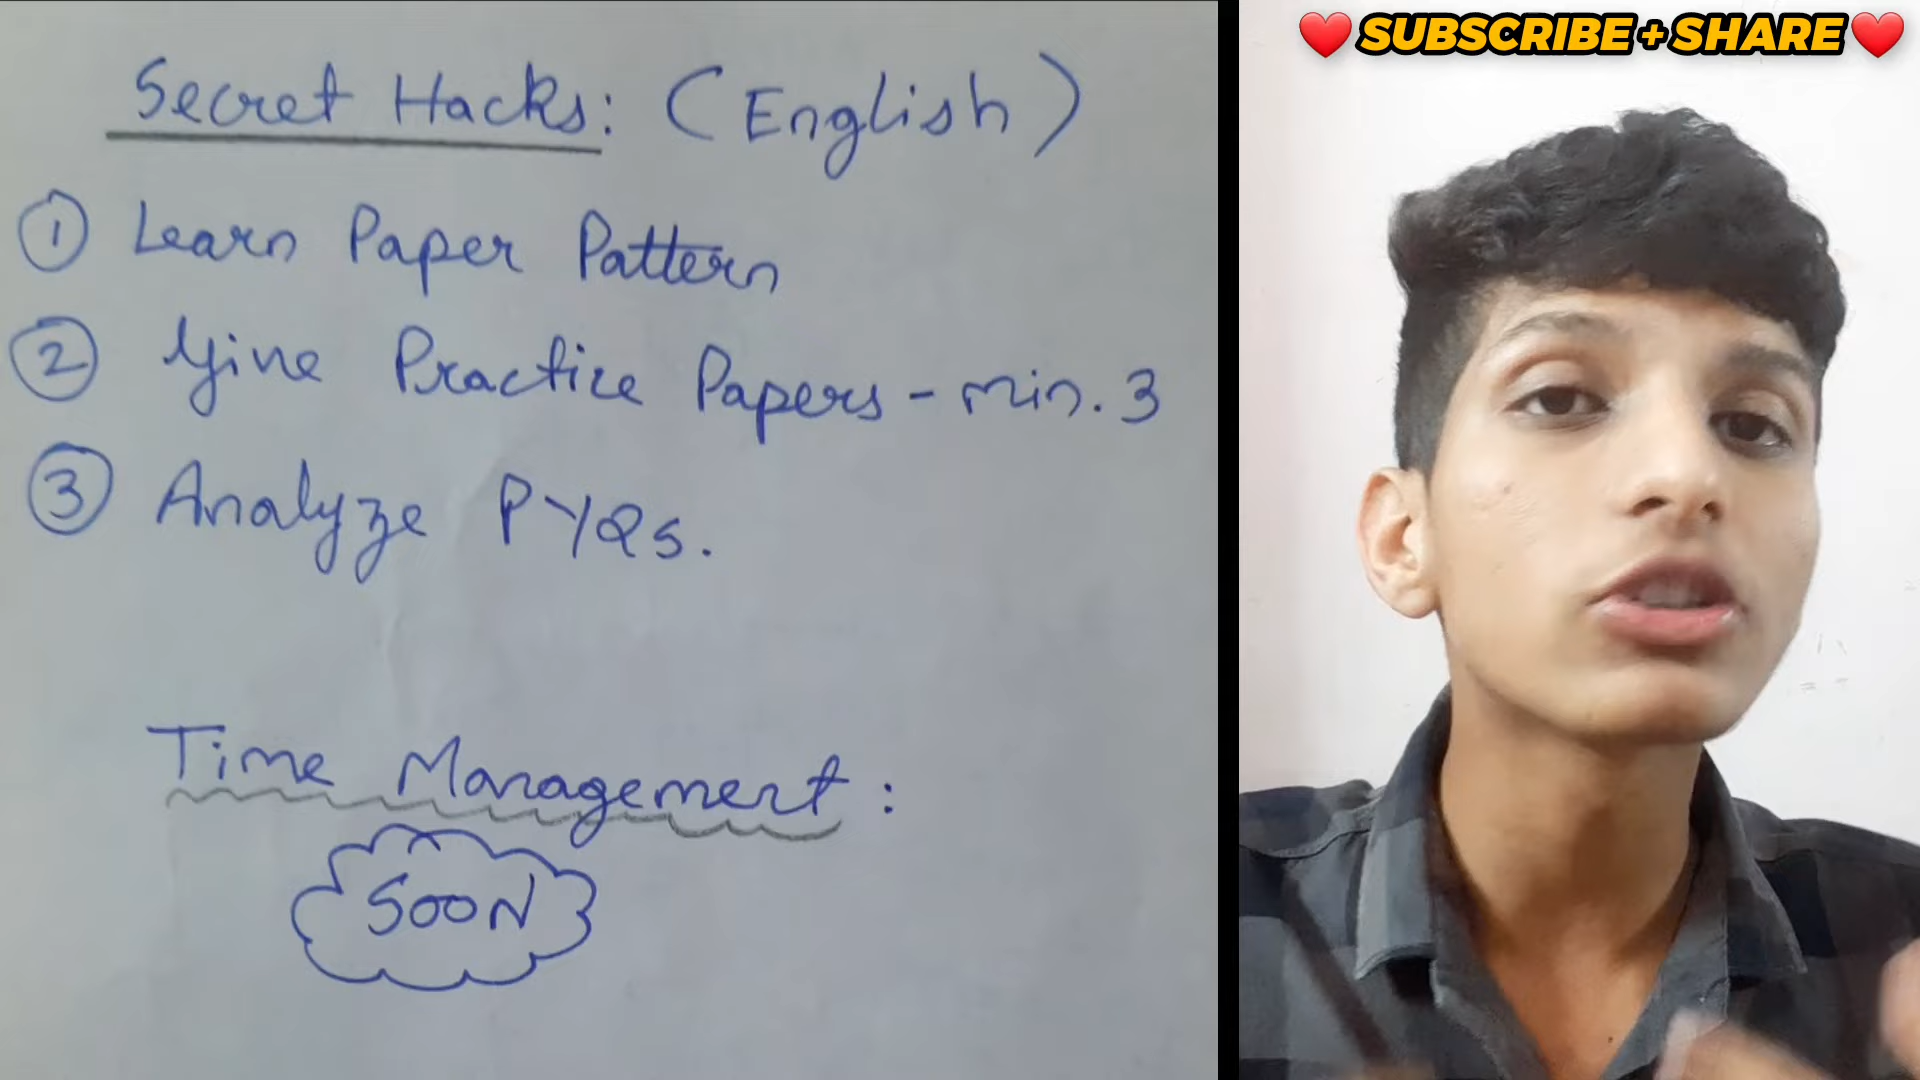 Secret Hacks: (English)
1 Learn Paper Pattern
2 Give Practice Papers - min. 3
3 Analyze PYQs.
Time Management:
SOON
❤️SUBSCRIBE + SHARE❤️